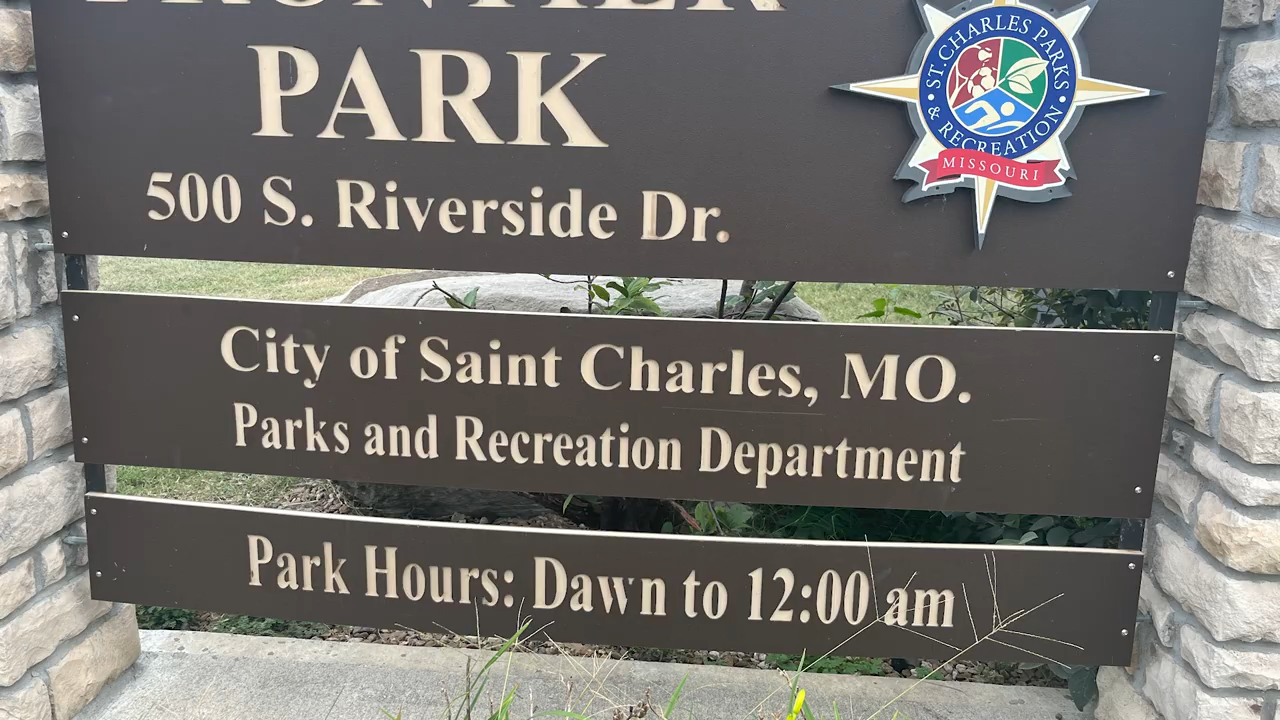 FRONTIER
PARK
500 S. Riverside Dr.
ST. CHARLES PARKS
& RECREATION
MISSOURI
City of Saint Charles, MO.
Parks and Recreation Department
Park Hours: Dawn to 12:00 am